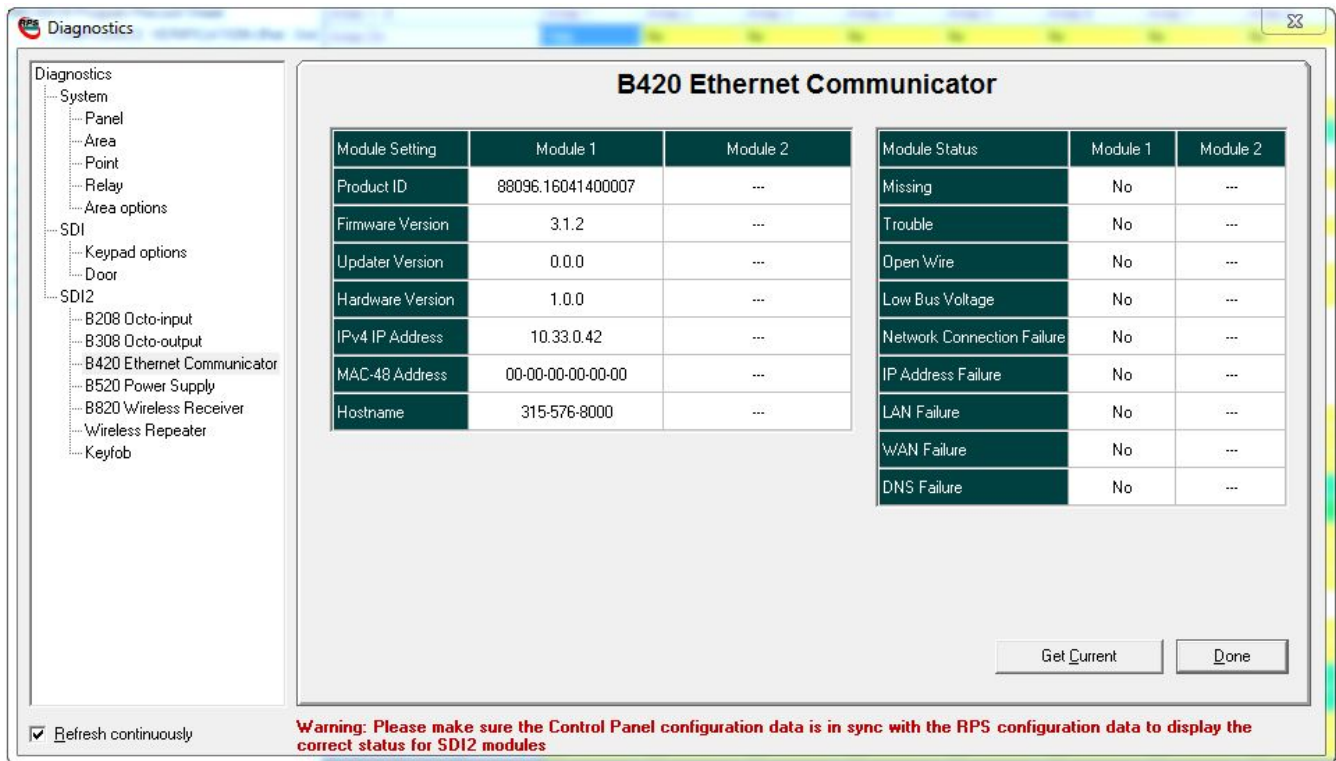 Diagnostics
Diagnostics
System
Panel
Area
Point
Relay
Area options
SDI
Keypad options
Door
SDI2
B208 Octo-input
B308 Octo-output
B420 Ethernet Communicator
B520 Power Supply
B820 Wireless Receiver
Wireless Repeater
Keyfob
B420 Ethernet Communicator
Module Setting Module 1 Module 2
Product ID 88096.16041400007 ---
Firmware Version 3.1.2 ---
Updater Version 0.0.0 ---
Hardware Version 1.0.0 ---
IPv4 IP Address 10.33.0.42 ---
MAC-48 Address 00-00-00-00-00-00 ---
Hostname 315-576-8000 ---
Module Status Module 1 Module 2
Missing No ---
Trouble No ---
Open Wire No ---
Low Bus Voltage No ---
Network Connection Failure No ---
IP Address Failure No ---
LAN Failure No ---
WAN Failure No ---
DNS Failure No ---
Get Current Done
Refresh continuously
Warning: Please make sure the Control Panel configuration data is in sync with the RPS configuration data to display the
correct status for SDI2 modules